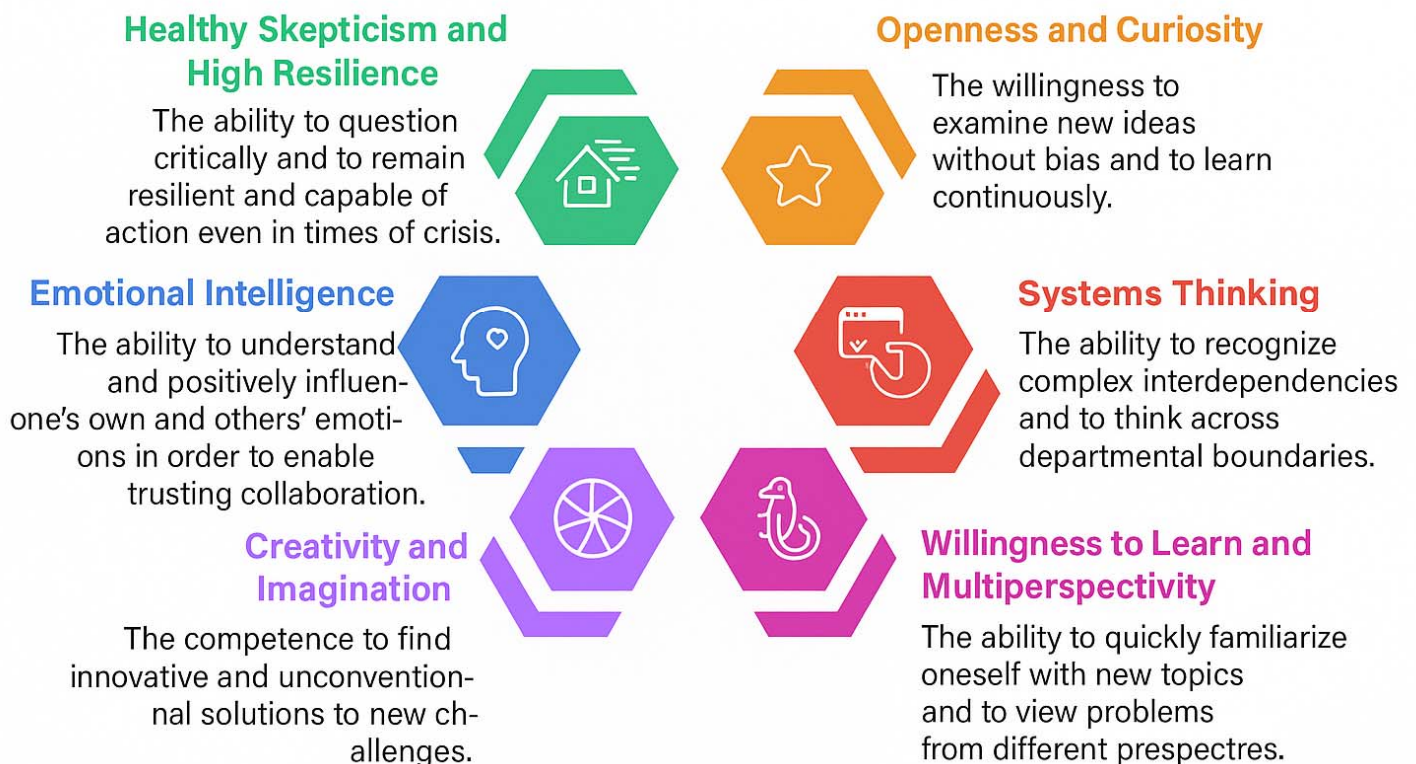 Healthy Skepticism and
High Resilience
The ability to question
critically and to remain
resilient and capable of
action even in times of crisis.
Openness and Curiosity
The willingness to
examine new ideas
without bias and to learn
continuously.
Emotional Intelligence
The ability to understand
and positively influen-
one's own and others' emoti-
ons in order to enable
trusting collaboration.
Systems Thinking
The ability to recognize
complex interdependencies
and to think across
departmental boundaries.
Creativity and
Imagination
The competence to find
innovative and unconvention-
nal solutions to new ch-
allenges.
Willingness to Learn and
Multiperspectivity
The ability to quickly familiarize
oneself with new topics
and to view problems
from different prespectres.